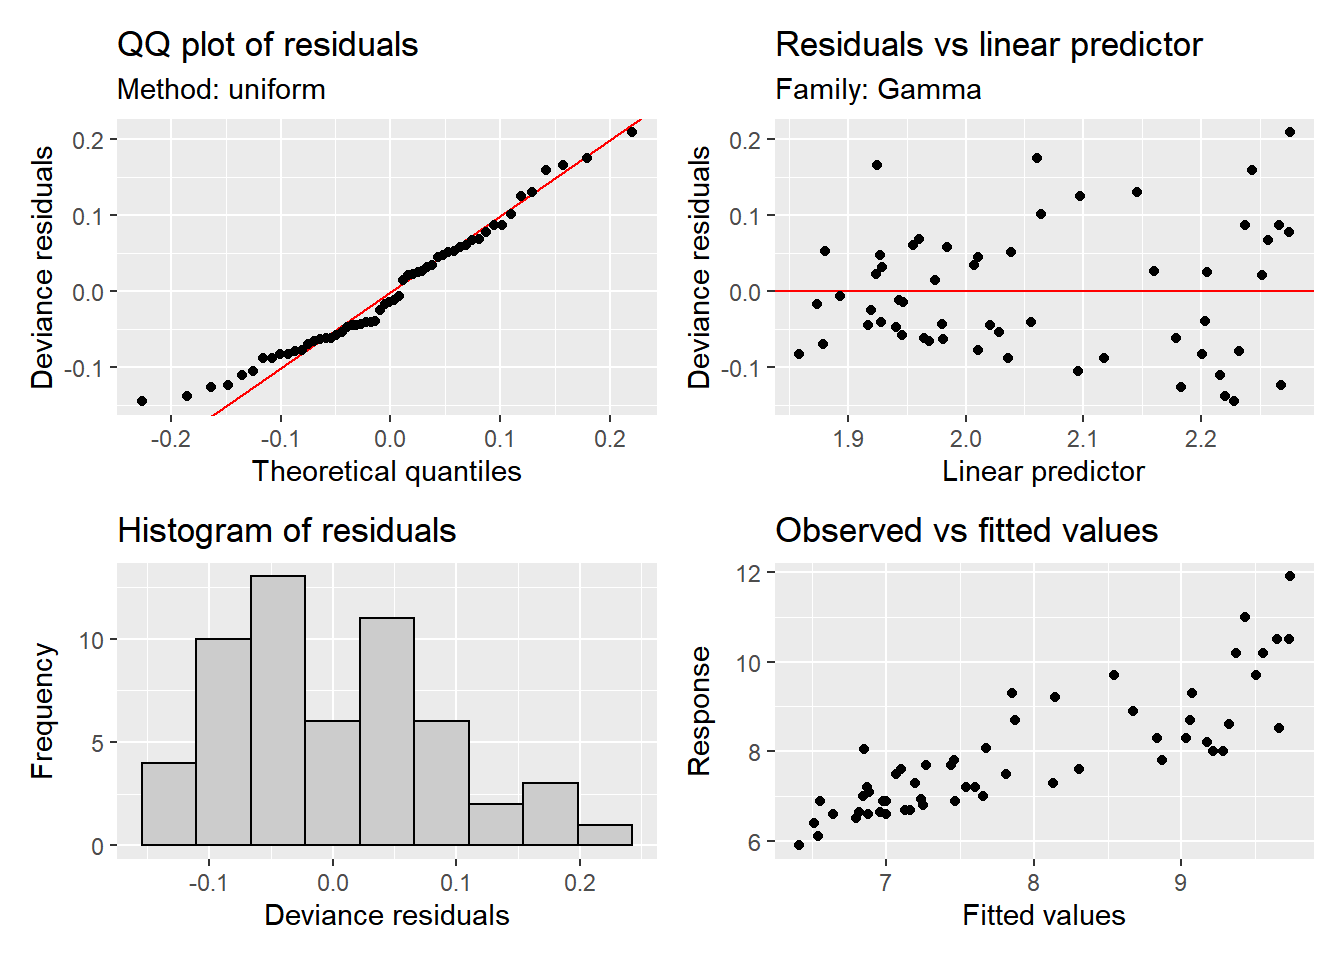 QQ plot of residuals
Method: uniform
Deviance residuals
0.2
0.1
0.0
-0.1
-0.2
-0.1
0.0
0.1
0.2
Theoretical quantiles
Residuals vs linear predictor
Family: Gamma
Deviance residuals
0.2
0.1
0.0
-0.1
1.9
2.0
2.1
2.2
Linear predictor
Histogram of residuals
Frequency
10
5
0
-0.1
0.0
0.1
0.2
Deviance residuals
Observed vs fitted values
Response
12
10
8
6
7
8
9
Fitted values